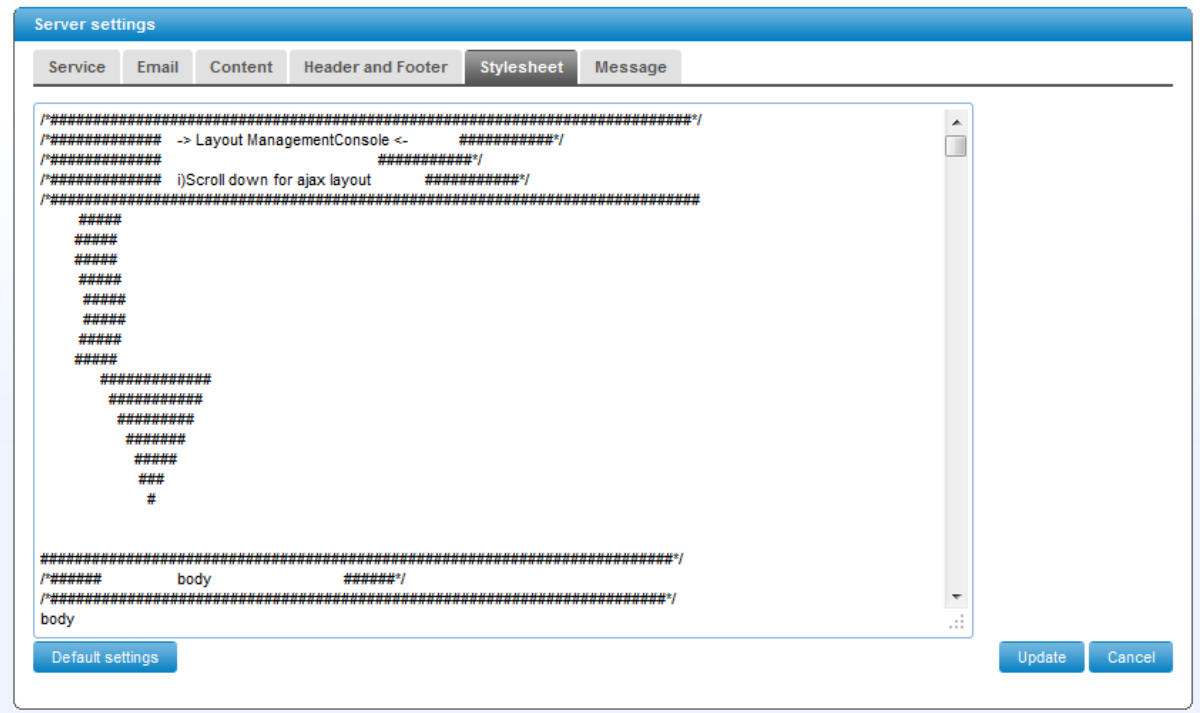 Server settings
Service Email Content Header and Footer Stylesheet Message
/*###########################################################################*/
/*############# -> Layout ManagementConsole <- ###########*/
/*############# ###########*/
/*############# i)Scroll down for ajax layout ###########*/
/*############################################################################
#####
#####
#####
#####
#####
#####
#####
#####
#############
###########
#########
#######
#####
###
#
##########################################################################*/
/*###### body ######*/
/*########################################################################*/
body
Default settings Update Cancel